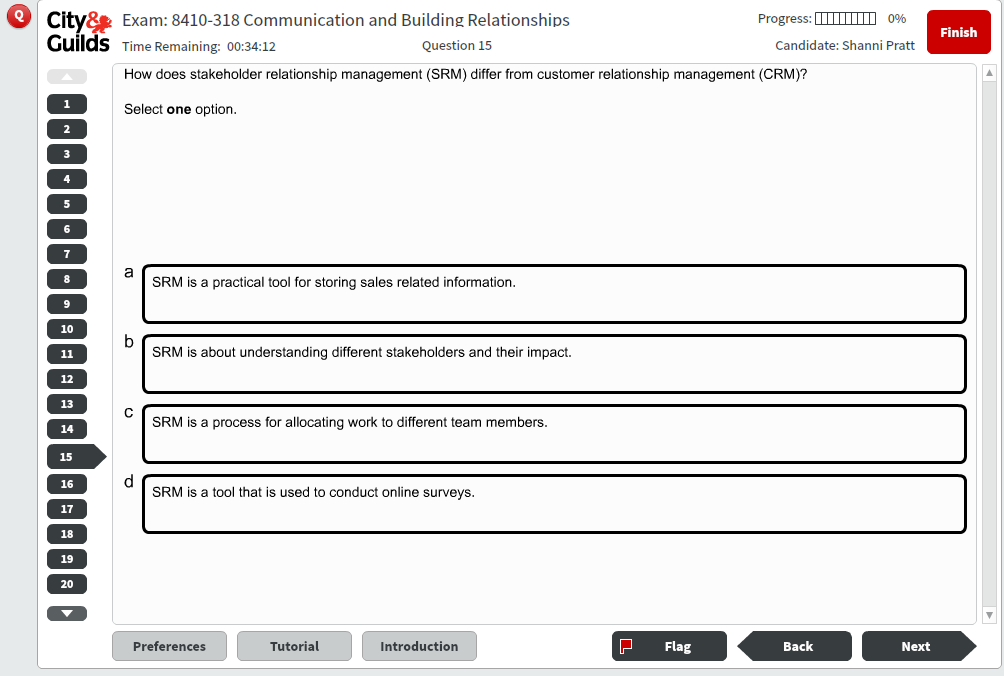 Q
City&
Guilds
Exam: 8410-318 Communication and Building Relationships
Time Remaining: 00:34:12
Question 15
Progress: 0%
Candidate: Shanni Pratt
Finish
1
2
3
4
5
6
7
8
9
10
11
12
13
14
15
16
17
18
19
20
How does stakeholder relationship management (SRM) differ from customer relationship management (CRM)?
Select one option.
a
SRM is a practical tool for storing sales related information.
b
SRM is about understanding different stakeholders and their impact.
c
SRM is a process for allocating work to different team members.
d
SRM is a tool that is used to conduct online surveys.
Preferences
Tutorial
Introduction
Flag
Back
Next